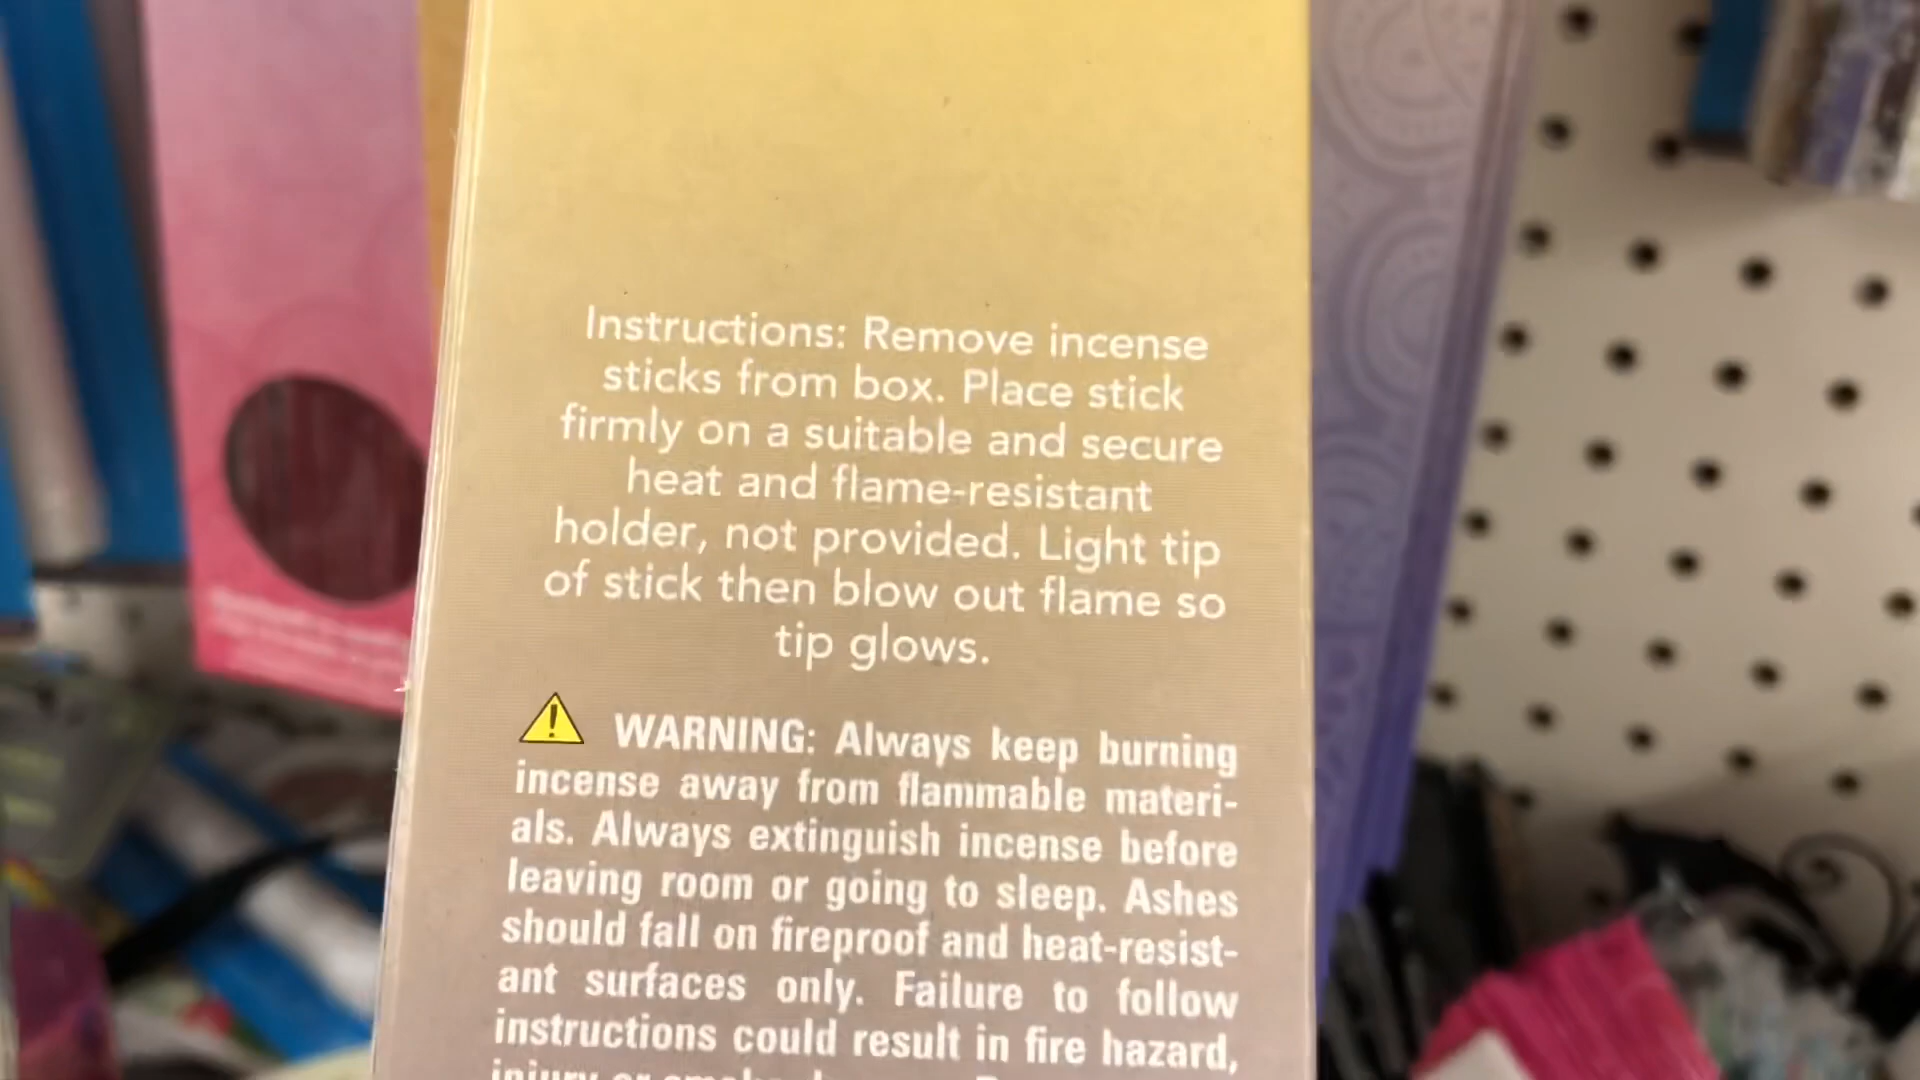 Instructions: Remove incense
sticks from box. Place stick
firmly on a suitable and secure
heat and flame-resistant
holder, not provided. Light tip
of stick then blow out flame so
tip glows.
WARNING: Always keep burning
incense away from flammable materi-
als. Always extinguish incense before
leaving room or going to sleep. Ashes
should fall on fireproof and heat-resist-
ant surfaces only. Failure to follow
instructions could result in fire hazard,
injury or